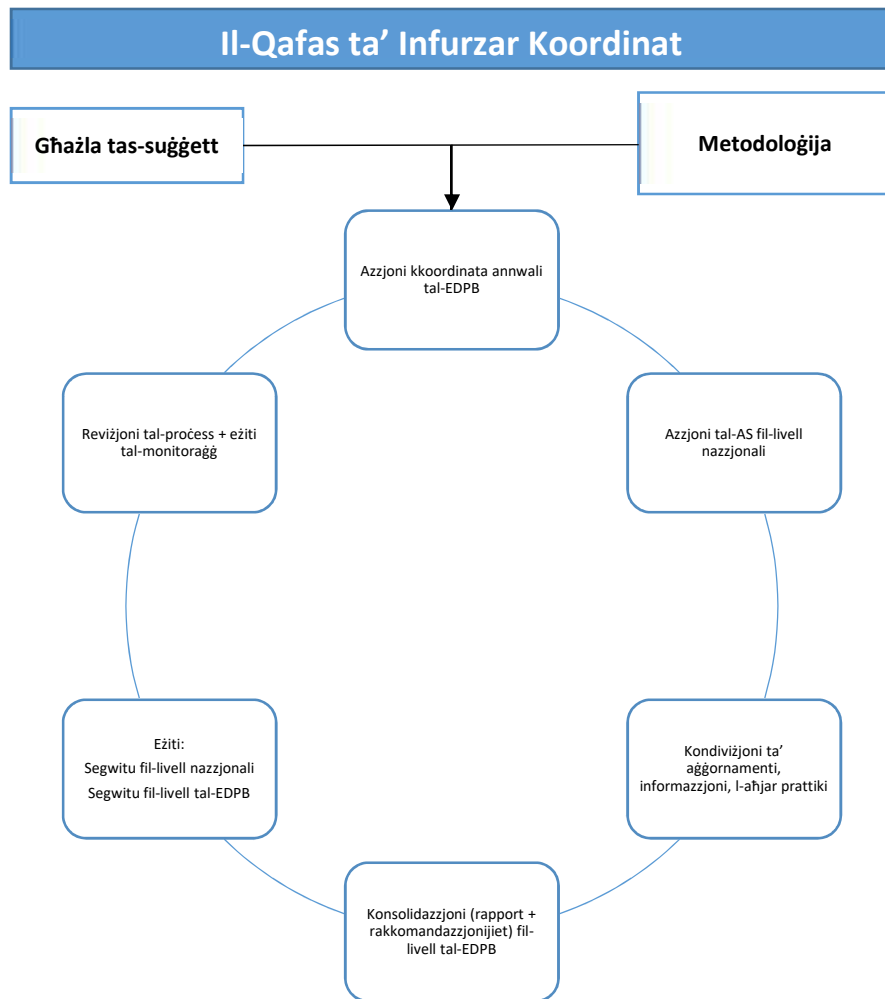 Il-Qafas ta’ Infurzar Koordinat
Għażla tas-suġġett
Metodoloġija
Azzjoni kkoordinata annwali
tal-EDPB
Reviżjoni tal-proċess + eżiti
tal-monitoraġġ
Azzjoni tal-AS fil-livell
nazzjonali
Eżiti:
Segwitu fil-livell nazzjonali
Segwitu fil-livell tal-EDPB
Kondiviżjoni ta’
aġġornamenti,
informazzjoni, l-aħjar prattiki
Konsolidazzjoni (rapport +
rakkomandazzjonijiet) fil-
livell tal-EDPB